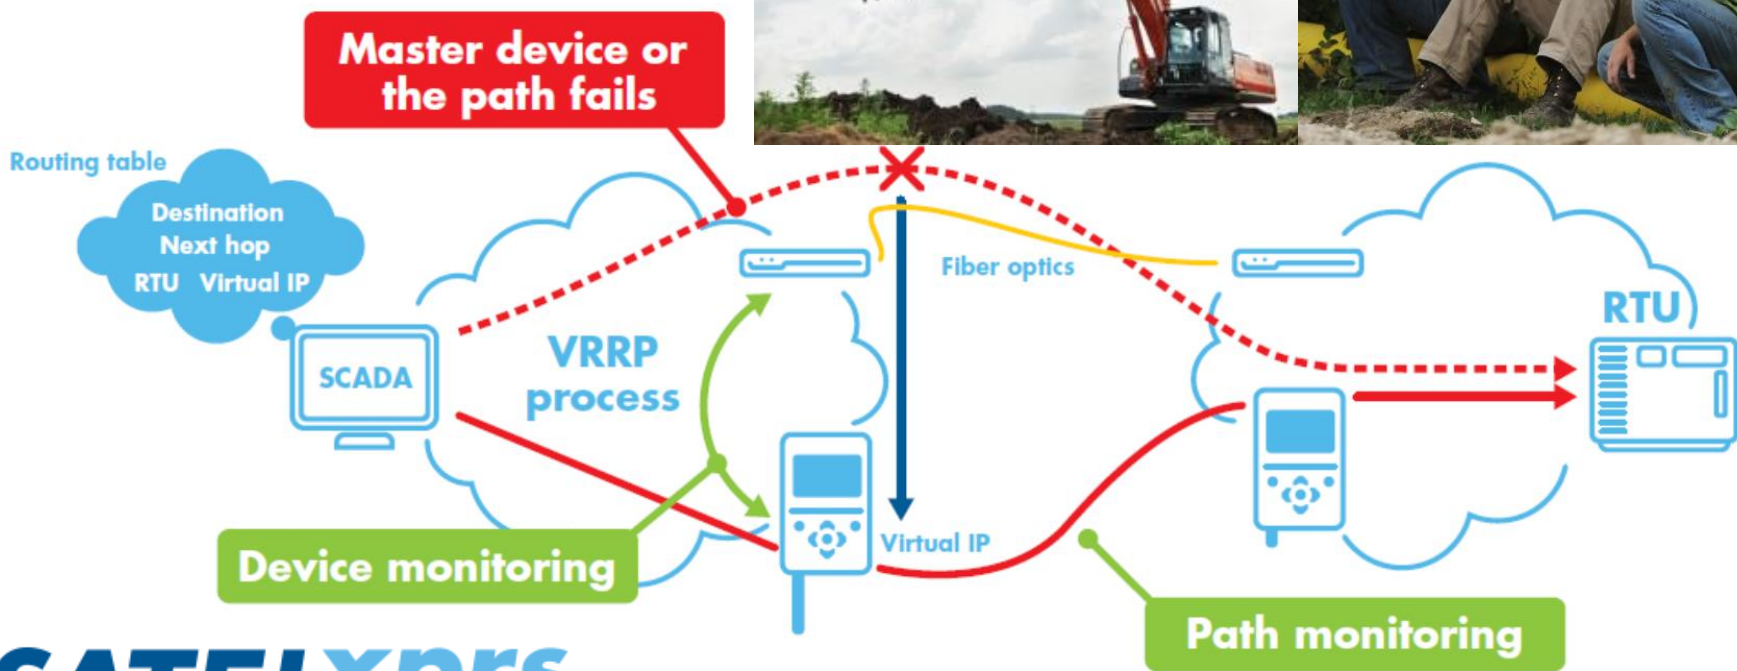 Master device or
the path fails
Routing table
Destination
Next hop
RTU Virtual IP
Fiber optics
RTU
SCADA
VRRP
process
Virtual IP
Device monitoring
Path monitoring